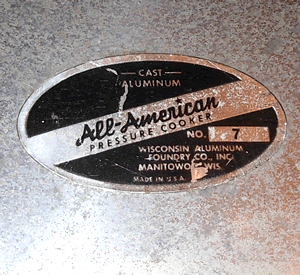 CAST
ALUMINUM
All-American
PRESSURE COOKER
NO. 7
WISCONSIN ALUMINUM
FOUNDRY CO., INC.
MANITOWOC, WIS.
MADE IN U.S.A.